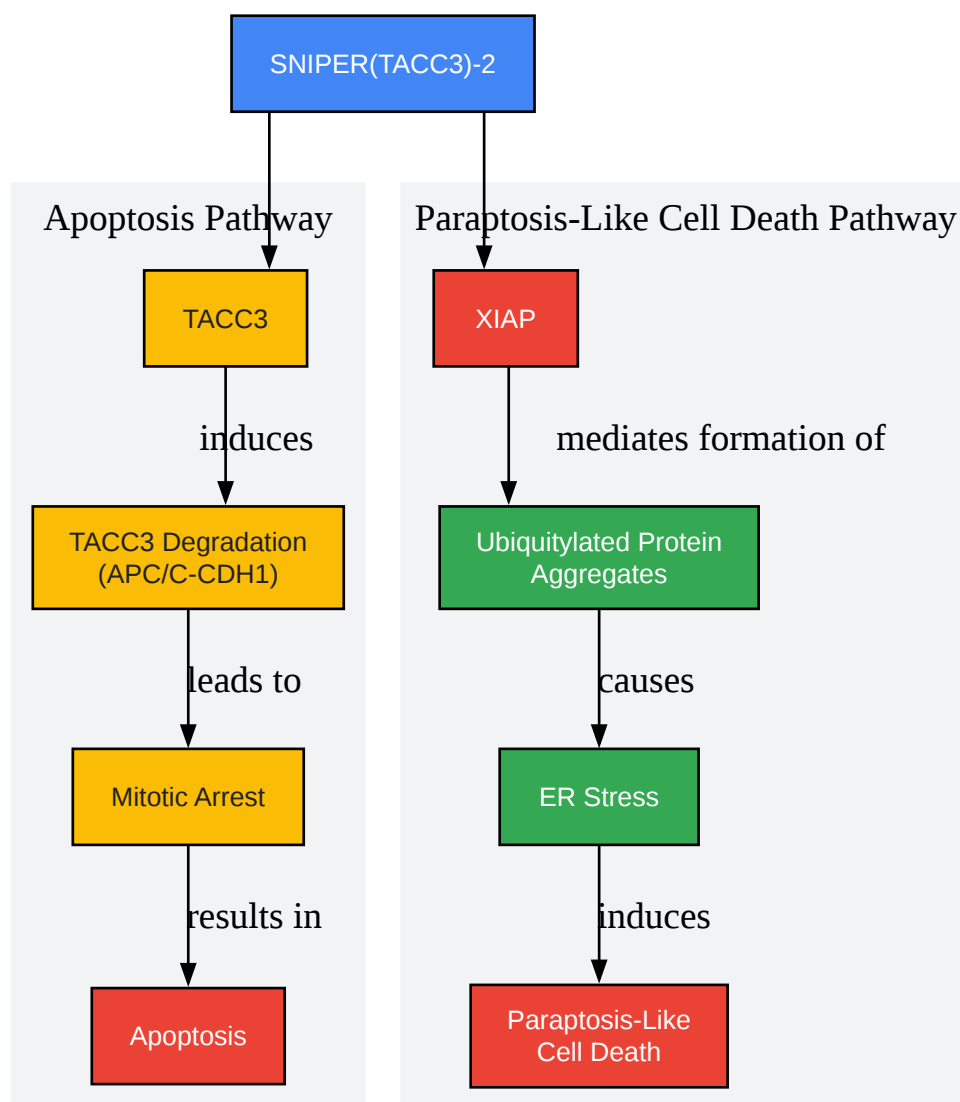 SNIPER(TACC3)-2
Apoptosis Pathway
TACC3
induces
TACC3 Degradation
(APC/C-CDH1)
leads to
Mitotic Arrest
results in
Apoptosis
Paraptosis-Like Cell Death Pathway
XIAP
mediates formation of
Ubiquitylated Protein
Aggregates
causes
ER Stress
induces
Paraptosis-Like
Cell Death